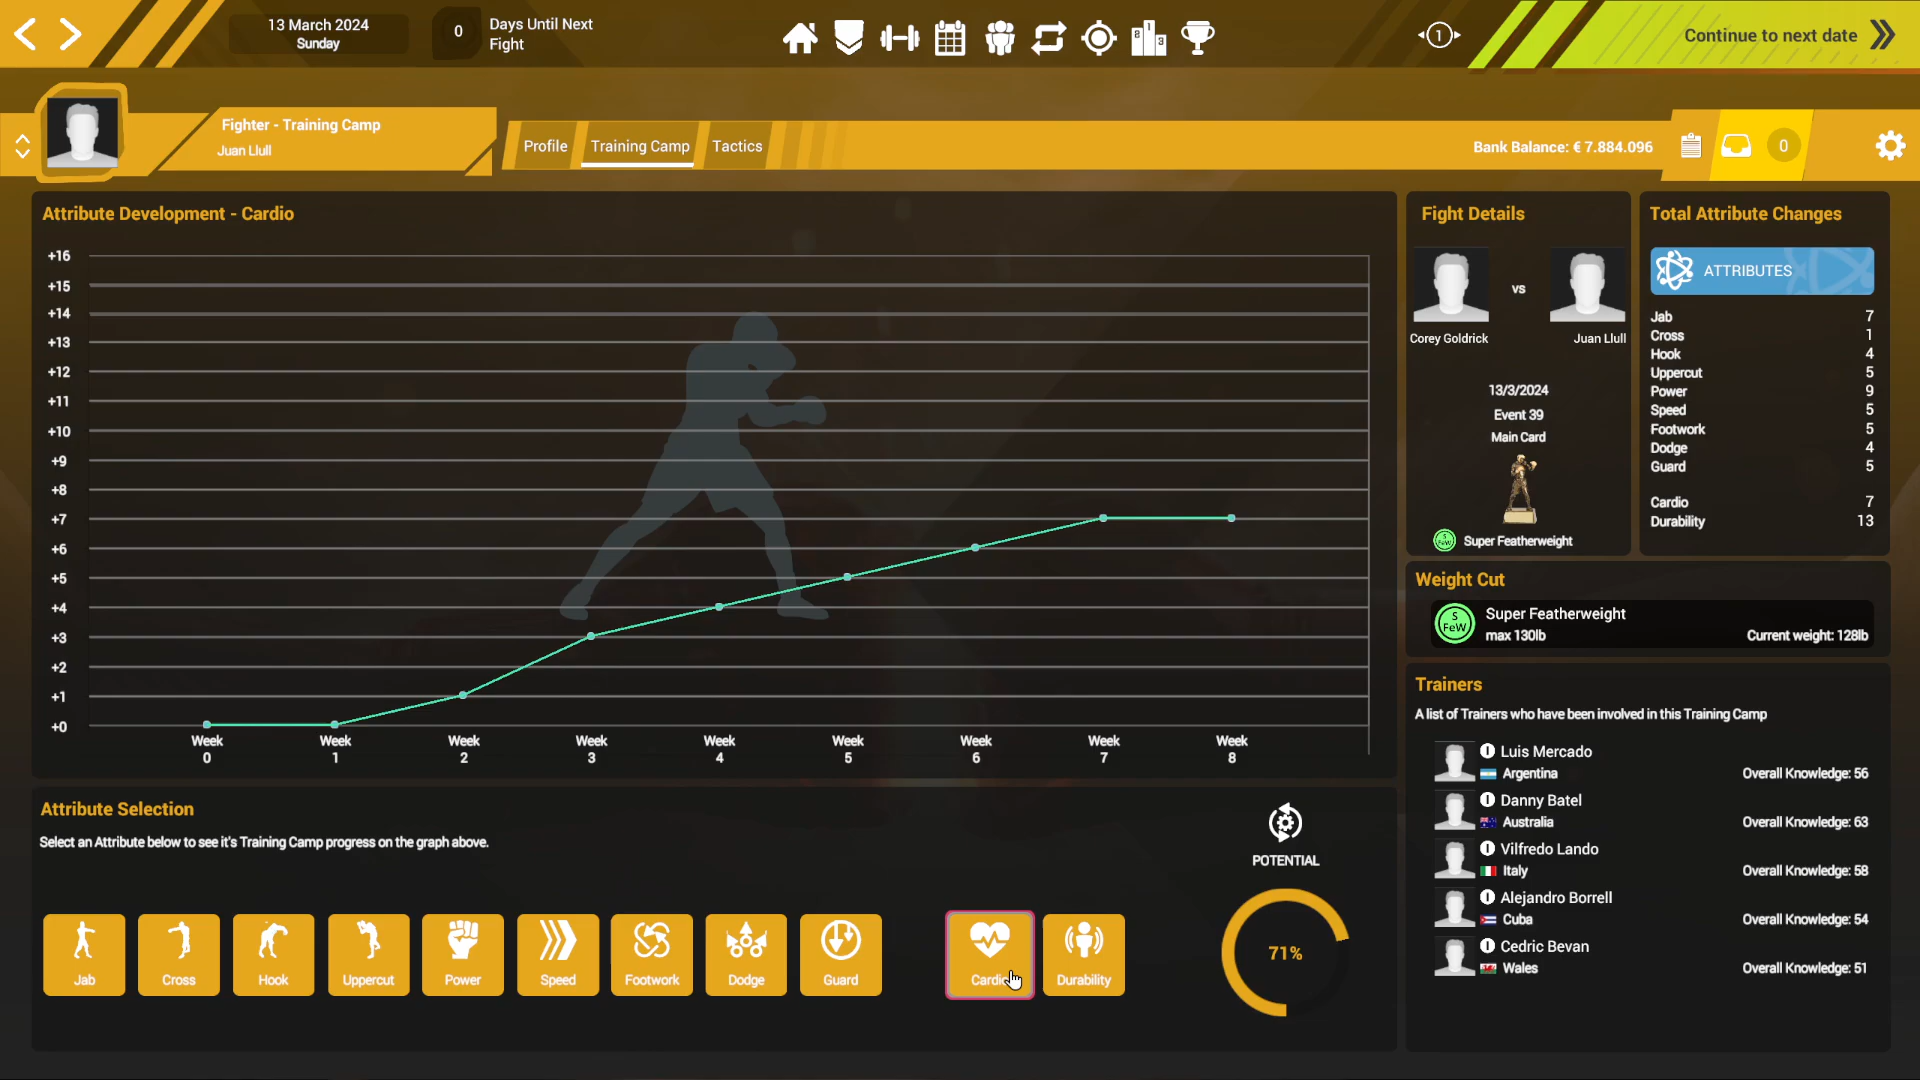 13 March 2024
Sunday
0
Days Until Next
Fight
8
3
1
Continue to next date
Fighter - Training Camp
Juan Llull
Profile
Training Camp
Tactics
Bank Balance: € 7.884.096
0
Attribute Development - Cardio
+16
+15
+14
+13
+12
+11
+10
+9
+8
+7
+6
+5
+4
+3
+2
+1
+0
Week 0
Week 1
Week 2
Week 3
Week 4
Week 5
Week 6
Week 7
Week 8
Fight Details
vs
Corey Goldrick
Juan Llull
13/3/2024
Event 39
Main Card
S
FeW
Super Featherweight
Total Attribute Changes
ATTRIBUTES
Jab 7
Cross 1
Hook 4
Uppercut 5
Power 9
Speed 5
Footwork 5
Dodge 4
Guard 5
Cardio 7
Durability 13
Weight Cut
S
FeW
Super Featherweight
max 130lb
Current weight: 128lb
Trainers
A list of Trainers who have been involved in this Training Camp
Luis Mercado
Argentina Overall Knowledge: 56
Danny Batel
Australia Overall Knowledge: 63
Vilfredo Lando
Italy Overall Knowledge: 58
Alejandro Borrell
Cuba Overall Knowledge: 54
Cedric Bevan
Wales Overall Knowledge: 51
Attribute Selection
Select an Attribute below to see it's Training Camp progress on the graph above.
Jab
Cross
Hook
Uppercut
Power
Speed
Footwork
Dodge
Guard
Cardio
Durability
POTENTIAL
71%